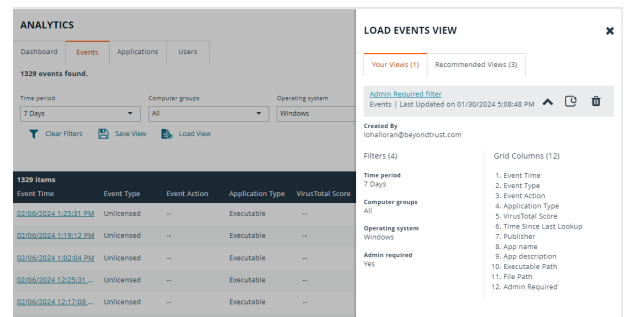 ANALYTICS
Dashboard Events Applications Users
1329 events found.
Time period Computer groups Operating system
7 Days All Windows
Clear Filters Save View Load View
1329 items
Event Time Event Type Event Action Application Type VirusTotal Score
02/06/2024 1:25:31 PM Unlicensed -- Executable --
02/06/2024 1:19:12 PM Unlicensed -- Executable --
02/06/2024 1:02:04 PM Unlicensed -- Executable --
02/06/2024 12:25:31 ... Unlicensed -- Executable --
02/06/2024 12:17:08 ... Unlicensed -- Executable --
LOAD EVENTS VIEW
Your Views (1) Recommended Views (3)
Admin Required filter
Events | Last Updated on 01/30/2024 5:08:48 PM
Created By
lohalloran@beyondtrust.com
Filters (4)
Time period
7 Days
Computer groups
All
Operating system
Windows
Admin required
Yes
Grid Columns (12)
1. Event Time
2. Event Type
3. Event Action
4. Application Type
5. VirusTotal Score
6. Time Since Last Lookup
7. Publisher
8. App name
9. App description
10. Executable Path
11. File Path
12. Admin Required